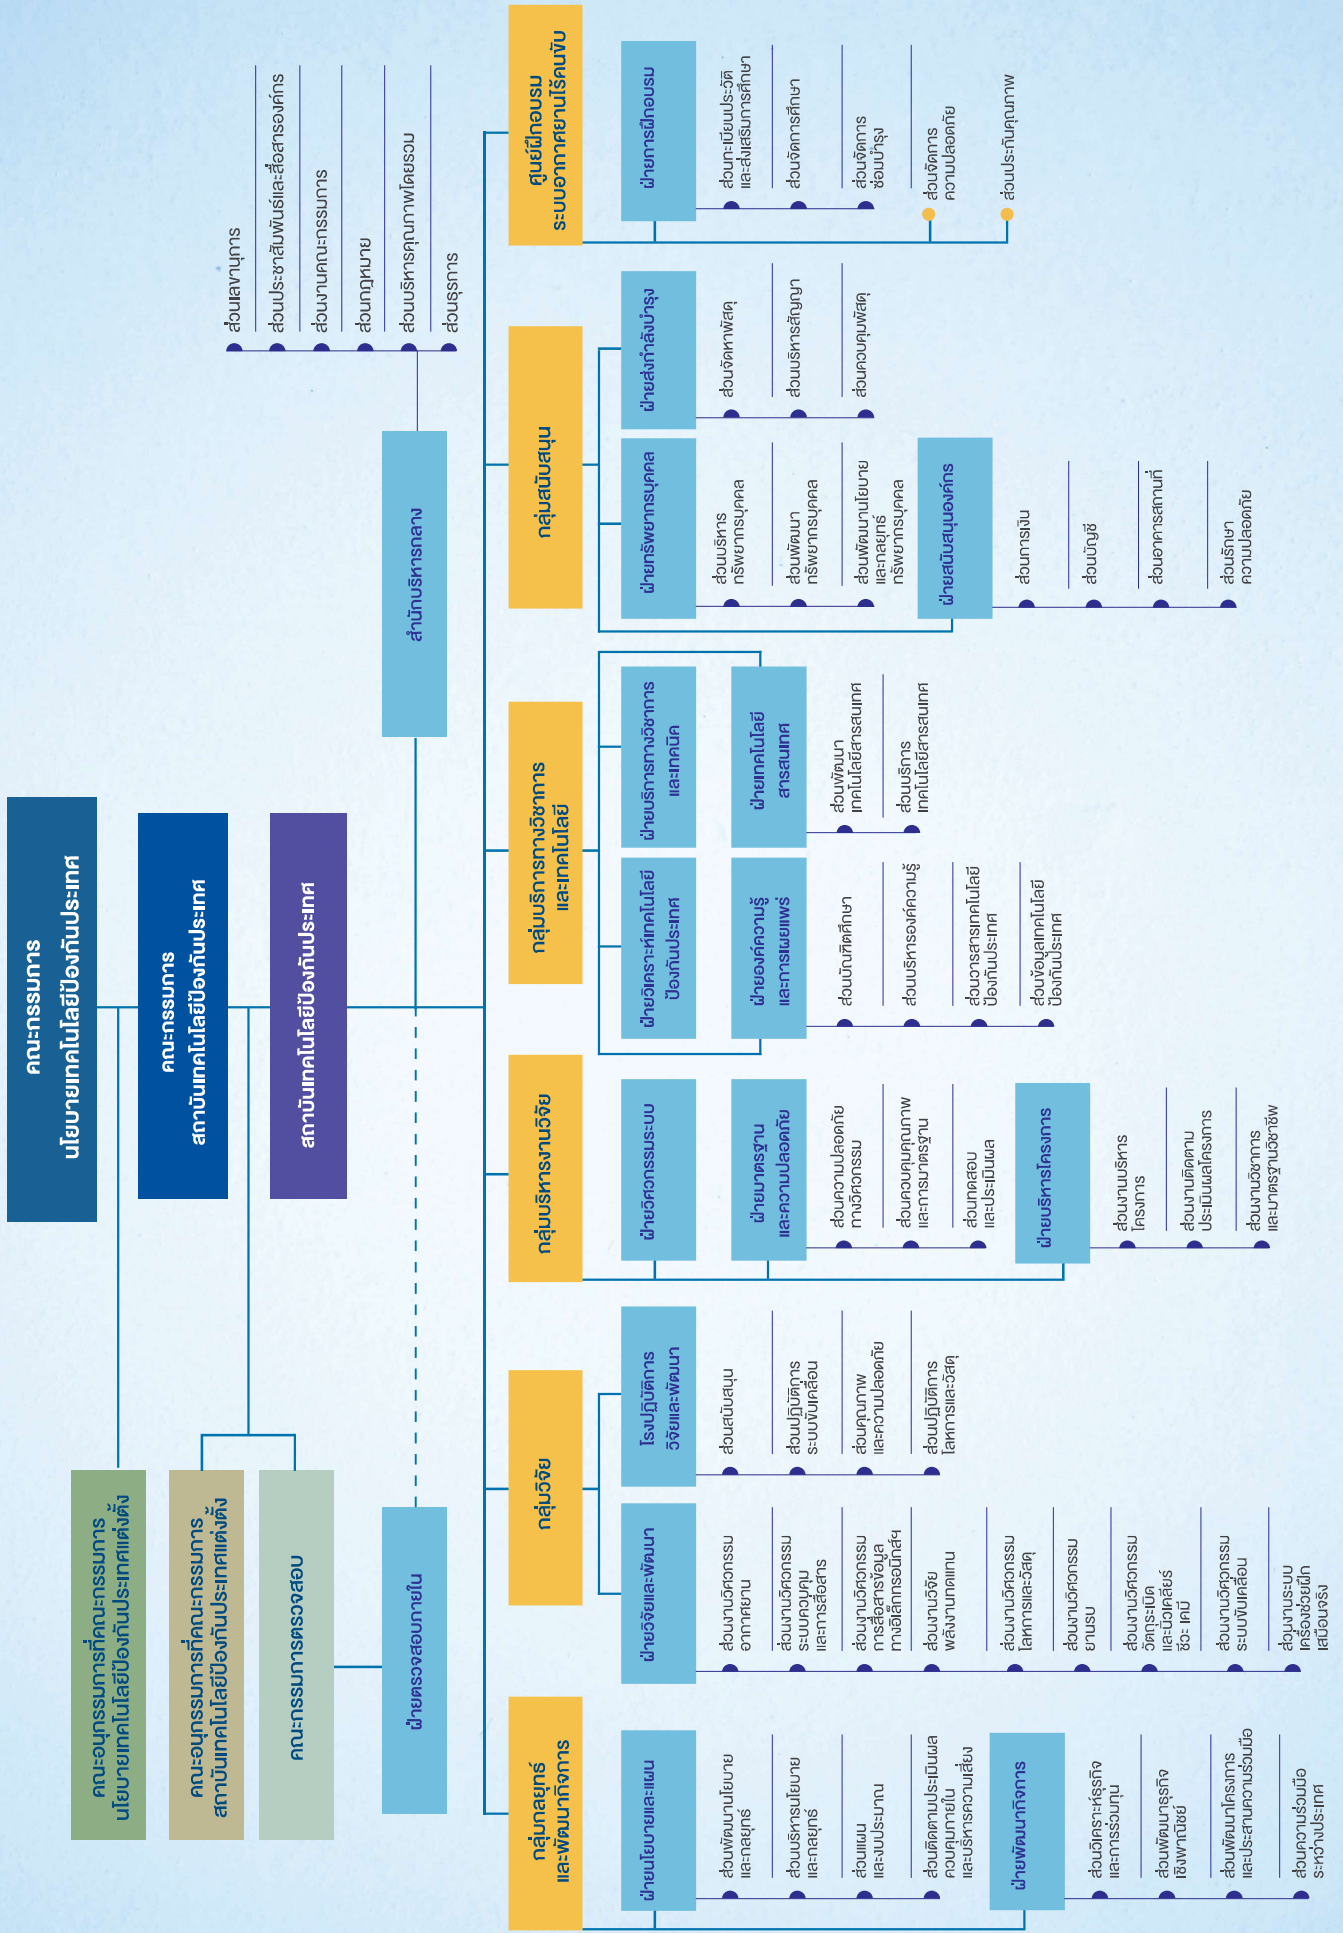 คณะกรรมการ
นโยบายเทคโนโลยีป้องกันประเทศ
คณะกรรมการ
สถาบันเทคโนโลยีป้องกันประเทศ
สถาบันเทคโนโลยีป้องกันประเทศ
คณะอนุกรรมการที่คณะกรรมการ
นโยบายเทคโนโลยีป้องกันประเทศแต่งตั้ง
คณะอนุกรรมการที่คณะกรรมการ
สถาบันเทคโนโลยีป้องกันประเทศแต่งตั้ง
คณะกรรมการตรวจสอบ
ฝ่ายตรวจสอบภายใน
สำนักบริหารกลาง
ส่วนเลขานุการ
ส่วนประชาสัมพันธ์และสื่อสารองค์กร
ส่วนงานคณะกรรมการ
ส่วนกฎหมาย
ส่วนบริหารคุณภาพโดยรวม
ส่วนธุรการ
กลุ่มกลยุทธ์
และพัฒนากิจการ
ฝ่ายนโยบายและแผน
ส่วนพัฒนานโยบาย
และกลยุทธ์
ส่วนบริหารนโยบาย
และกลยุทธ์
ส่วนแผน
และงบประมาณ
ส่วนติดตามประเมินผล
ควบคุมภายใน
และบริหารความเสี่ยง
ฝ่ายพัฒนากิจการ
ส่วนวิเคราะห์ธุรกิจ
และการร่วมทุน
ส่วนพัฒนาธุรกิจ
เชิงพาณิชย์
ส่วนพัฒนาโครงการ
และประสานความร่วมมือ
ส่วนความร่วมมือ
ระหว่างประเทศ
กลุ่มวิจัย
ฝ่ายวิจัยและพัฒนา
ส่วนงานวิศวกรรม
อากาศยาน
ส่วนงานวิศวกรรม
ระบบควบคุม
และการสื่อสาร
ส่วนงานวิศวกรรม
การสื่อสารข้อมูล
ทางอิเล็กทรอนิกส์ฯ
ส่วนงานวิจัย
พลังงานทดแทน
ส่วนงานวิศวกรรม
โลหการและวัสดุ
ส่วนงานวิศวกรรม
ยานรบ
ส่วนงานวิศวกรรม
วัตถุระเบิด
และนิวเคลียร์
ชีวะ เคมี
ส่วนงานวิศวกรรม
ระบบขับเคลื่อน
ส่วนงานระบบ
เครื่องช่วยฝึก
เสมือนจริง
โรงปฏิบัติการ
วิจัยและพัฒนา
ส่วนสนับสนุน
ส่วนปฏิบัติการ
ระบบขับเคลื่อน
ส่วนคุณภาพ
และความปลอดภัย
ส่วนปฏิบัติการ
โลหการและวัสดุ
กลุ่มบริหารงานวิจัย
ฝ่ายวิศวกรรมระบบ
ฝ่ายมาตรฐาน
และความปลอดภัย
ส่วนความปลอดภัย
ทางวิศวกรรม
ส่วนควบคุมคุณภาพ
และการมาตรฐาน
ส่วนทดสอบ
และประเมินผล
ฝ่ายบริหารโครงการ
ส่วนงานบริหาร
โครงการ
ส่วนงานติดตาม
ประเมินผลโครงการ
ส่วนงานวิชาการ
และมาตรฐานวิชาชีพ
กลุ่มบริการทางวิชาการ
และเทคโนโลยี
ฝ่ายวิเคราะห์เทคโนโลยี
ป้องกันประเทศ
ฝ่ายบริการทางวิชาการ
และเทคนิค
ฝ่ายองค์ความรู้
และการเผยแพร่
ส่วนบัณฑิตศึกษา
ส่วนบริหารองค์ความรู้
ส่วนวารสารเทคโนโลยี
ป้องกันประเทศ
ส่วนข้อมูลเทคโนโลยี
ป้องกันประเทศ
ฝ่ายเทคโนโลยี
สารสนเทศ
ส่วนพัฒนา
เทคโนโลยีสารสนเทศ
ส่วนบริการ
เทคโนโลยีสารสนเทศ
กลุ่มสนับสนุน
ฝ่ายทรัพยากรบุคคล
ส่วนบริหาร
ทรัพยากรบุคคล
ส่วนพัฒนา
ทรัพยากรบุคคล
ส่วนพัฒนานโยบาย
และกลยุทธ์
ทรัพยากรบุคคล
ฝ่ายส่งกำลังบำรุง
ส่วนจัดหาพัสดุ
ส่วนบริหารสัญญา
ส่วนควบคุมพัสดุ
ฝ่ายสนับสนุนองค์กร
ส่วนการเงิน
ส่วนบัญชี
ส่วนอาคารสถานที่
ส่วนรักษา
ความปลอดภัย
ศูนย์ฝึกอบรม
ระบบอากาศยานไร้คนขับ
ฝ่ายการฝึกอบรม
ส่วนทะเบียนประวัติ
และส่งเสริมการศึกษา
ส่วนจัดการศึกษา
ส่วนจัดการ
ซ่อมบำรุง
ส่วนจัดการ
ความปลอดภัย
ส่วนประกันคุณภาพ